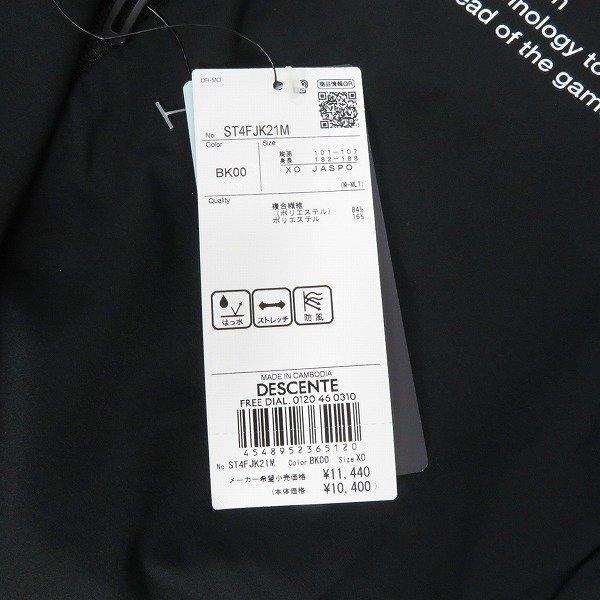 nology to
ead of the gam
DR-MO
商品情報QR
No. ST4FJK21M
Color
Size
BK00
胸囲 101-107
身長 182-188
XO JASPO
(M-ML7)
Quality
複合繊維
(ポリエステル) 84%
ポリエステル 16%
はっ水
ストレッチ
防風
MADE IN CAMBODIA
DESCENTE
FREE DIAL. 0120 46 0310
4548952365120
No ST4FJK21M Color BK00 Size XO
メーカー希望小売価格 ¥11,440
(本体価格 ¥10,400)